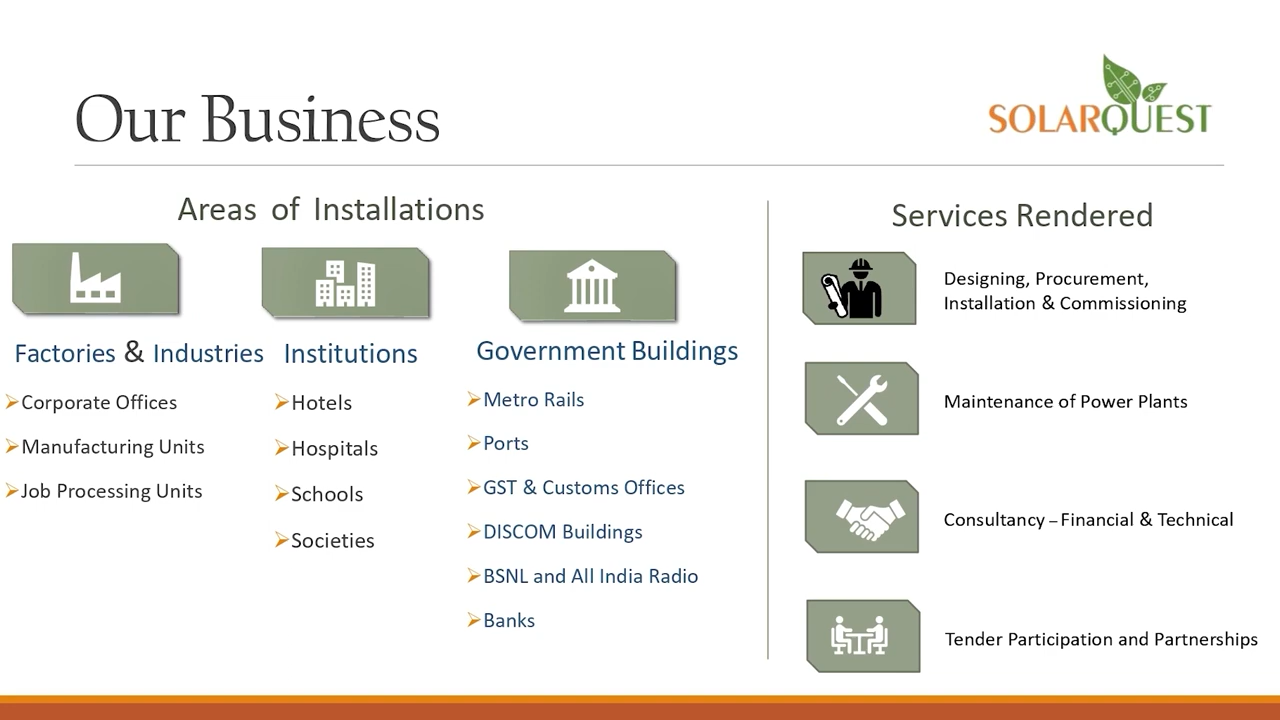 Our Business
SOLARQUEST
Areas of Installations
Factories & Industries
Corporate Offices
Manufacturing Units
Job Processing Units
Institutions
Hotels
Hospitals
Schools
Societies
Government Buildings
Metro Rails
Ports
GST & Customs Offices
DISCOM Buildings
BSNL and All India Radio
Banks
Services Rendered
Designing, Procurement,
Installation & Commissioning
Maintenance of Power Plants
Consultancy – Financial & Technical
Tender Participation and Partnerships